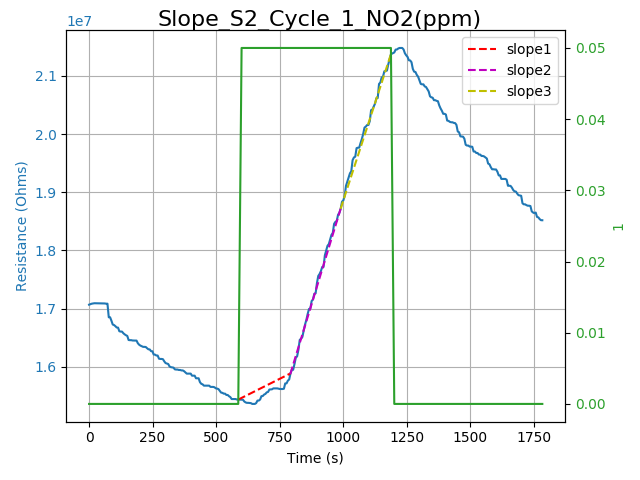 Slope_S2_Cycle_1_NO2(ppm)
1e7
slope1
slope2
slope3
2.1
2.0
1.9
1.8
1.7
1.6
Resistance (Ohms)
0.05
0.04
0.03
0.02
0.01
0.00
1
0 250 500 750 1000 1250 1500 1750
Time (s)